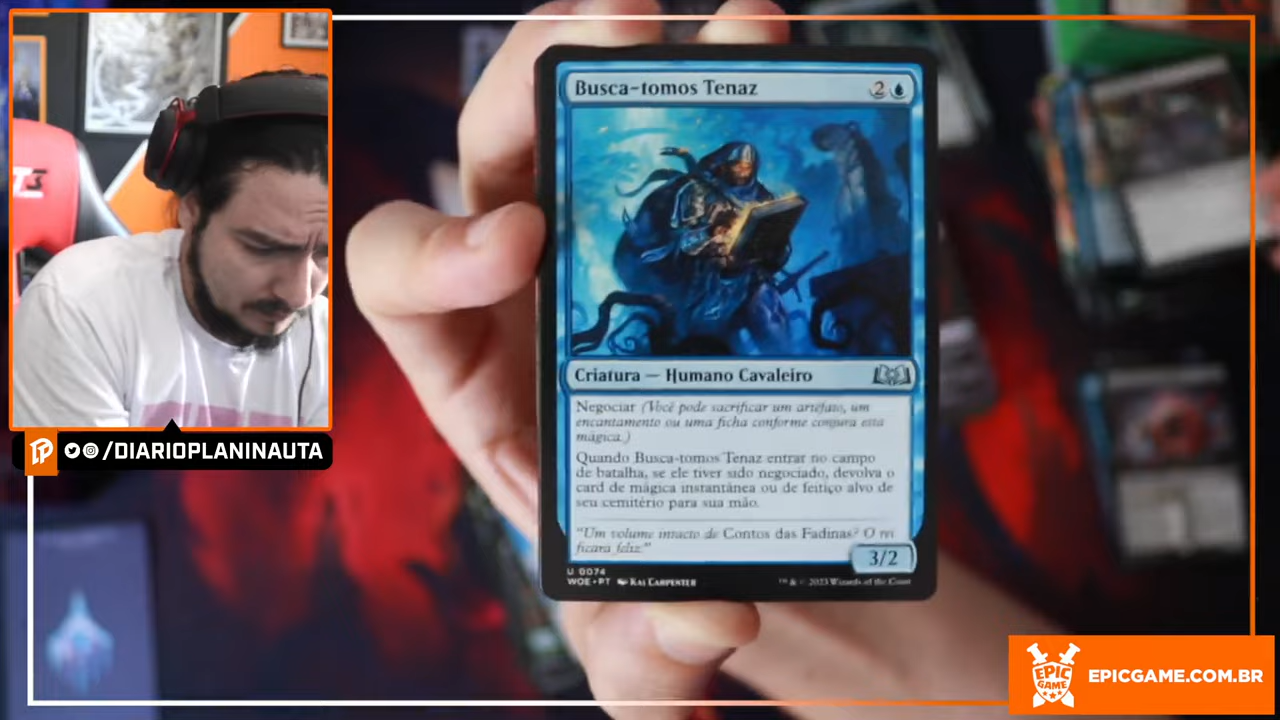 Busca-tomos Tenaz
2
Criatura — Humano Cavaleiro
Negociar (Você pode sacrificar um artefato, um
encantamento ou uma ficha conforme conjura esta
mágica.)
Quando Busca-tomos Tenaz entrar no campo
de batalha, se ele tiver sido negociado, devolva o
card de mágica instantânea ou de feitiço alvo de
seu cemitério para sua mão.
"Um volume intacto de Contos das Fadinas? O rei
ficará feliz."
3/2
U 0074
WOE • PT KAI CARPENTER
™ & © 2023 Wizards of the Coast
/DIARIOPLANINAUTA
EPIC
GAME
EPICGAME.COM.BR